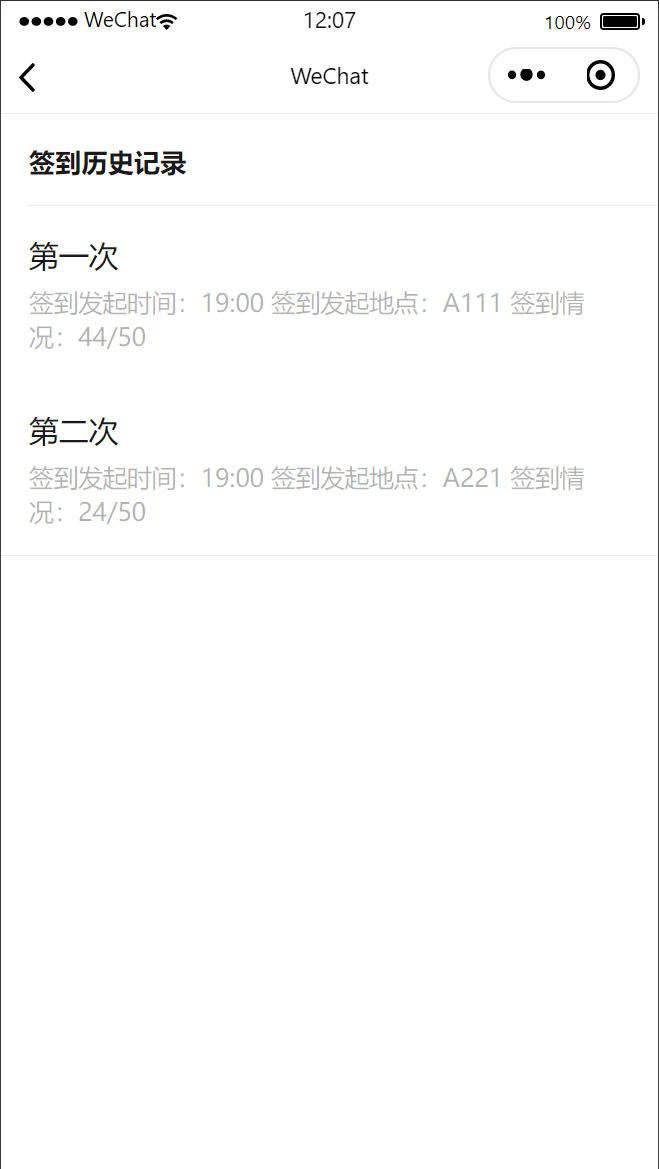 WeChat 12:07 100%
WeChat
签到历史记录
第一次
签到发起时间：19:00 签到发起地点：A111 签到情
况：44/50
第二次
签到发起时间：19:00 签到发起地点：A221 签到情
况：24/50